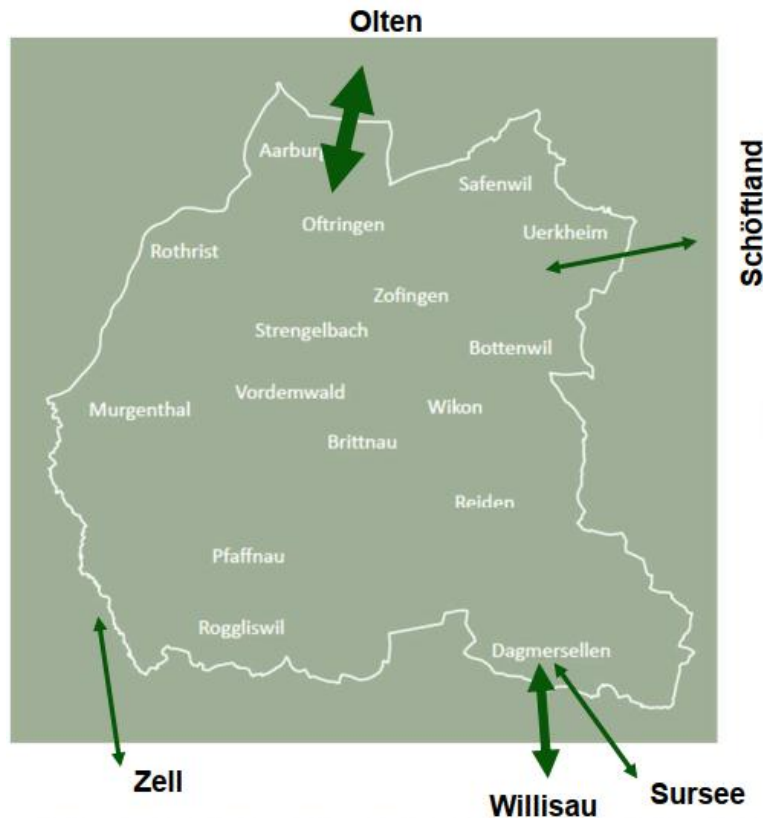 Olten
Aarburg
Safenwil
Oftringen
Uerkheim
Rothrist
Schöftland
Zofingen
Strengelbach
Bottenwil
Vordemwald
Murgenthal
Wikon
Brittnau
Reiden
Pfaffnau
Roggliswil
Dagmersellen
Zell
Willisau
Sursee